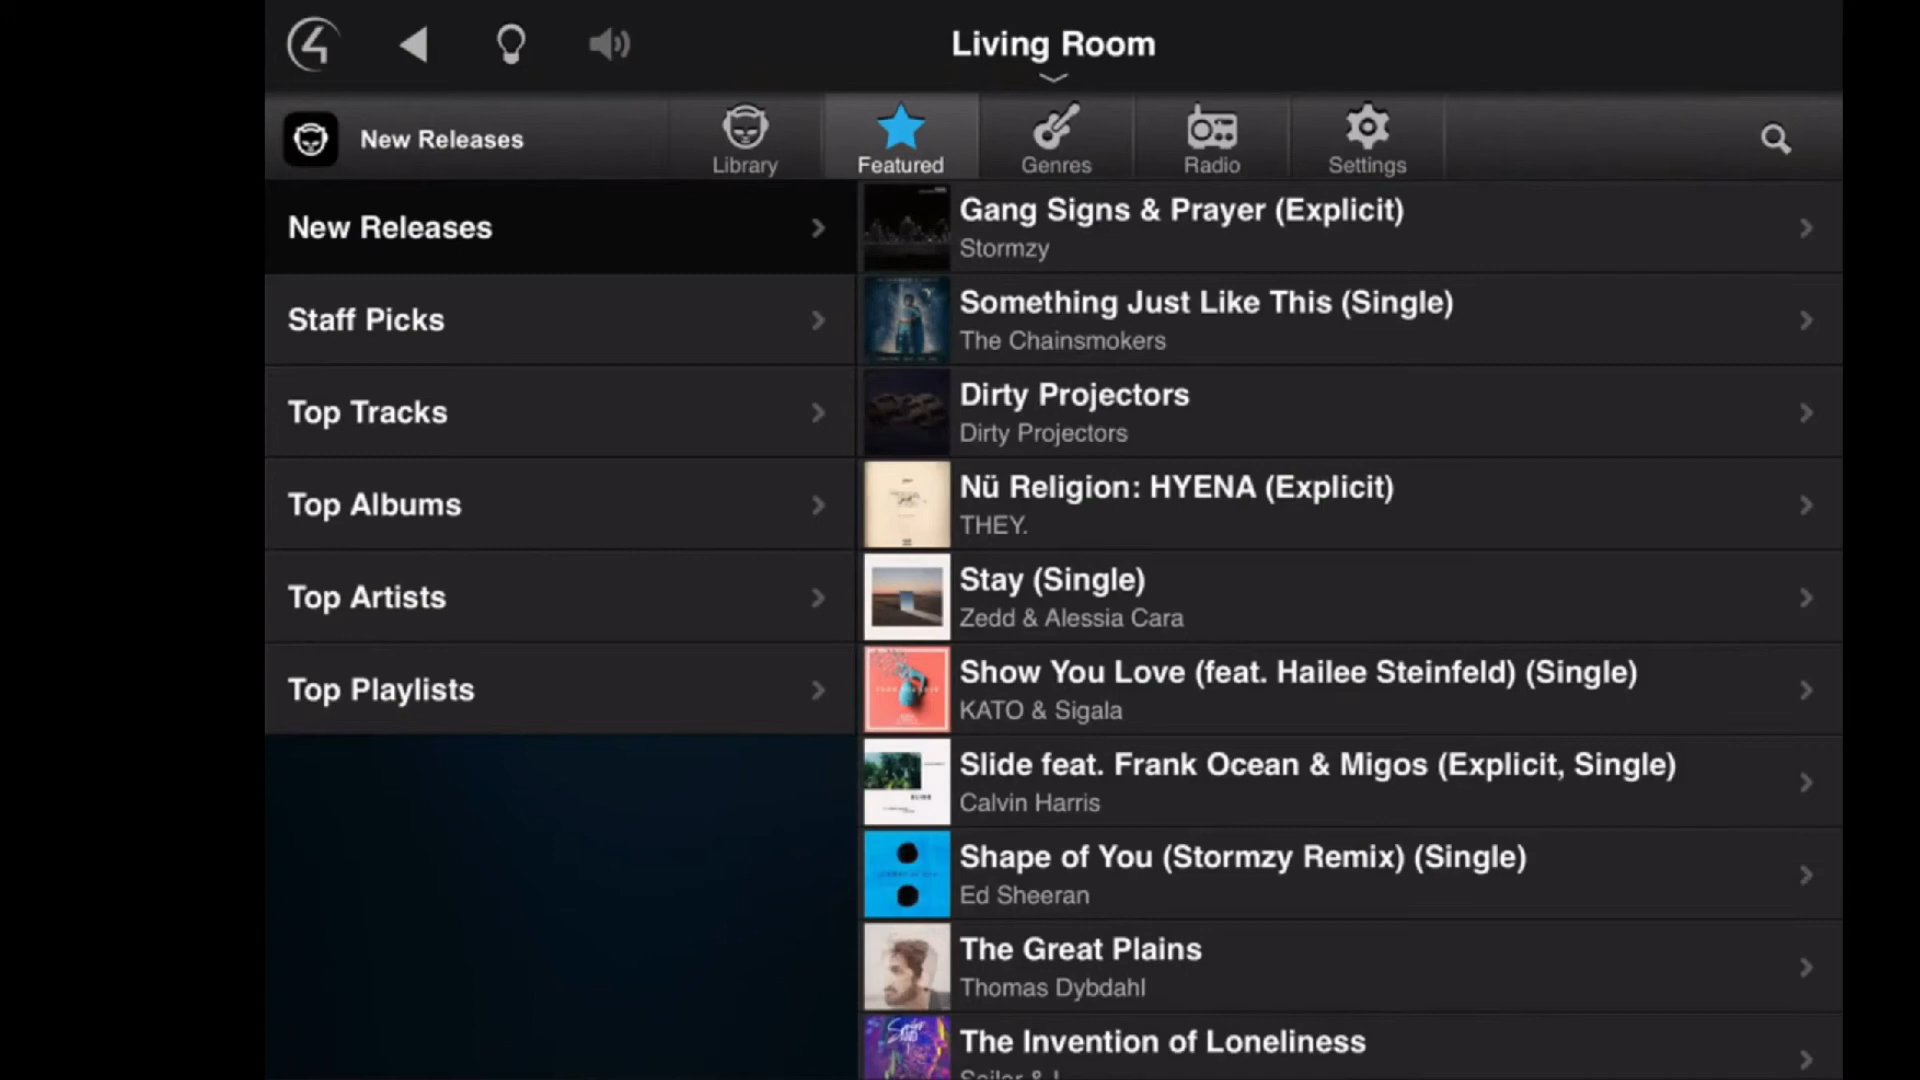 Living Room
New Releases
Library
Featured
Genres
Radio
Settings
New Releases
Staff Picks
Top Tracks
Top Albums
Top Artists
Top Playlists
Gang Signs & Prayer (Explicit)
Stormzy
Something Just Like This (Single)
The Chainsmokers
Dirty Projectors
Dirty Projectors
Nü Religion: HYENA (Explicit)
THEY.
Stay (Single)
Zedd & Alessia Cara
Show You Love (feat. Hailee Steinfeld) (Single)
KATO & Sigala
Slide feat. Frank Ocean & Migos (Explicit, Single)
Calvin Harris
Shape of You (Stormzy Remix) (Single)
Ed Sheeran
The Great Plains
Thomas Dybdahl
The Invention of Loneliness
Sailor & I